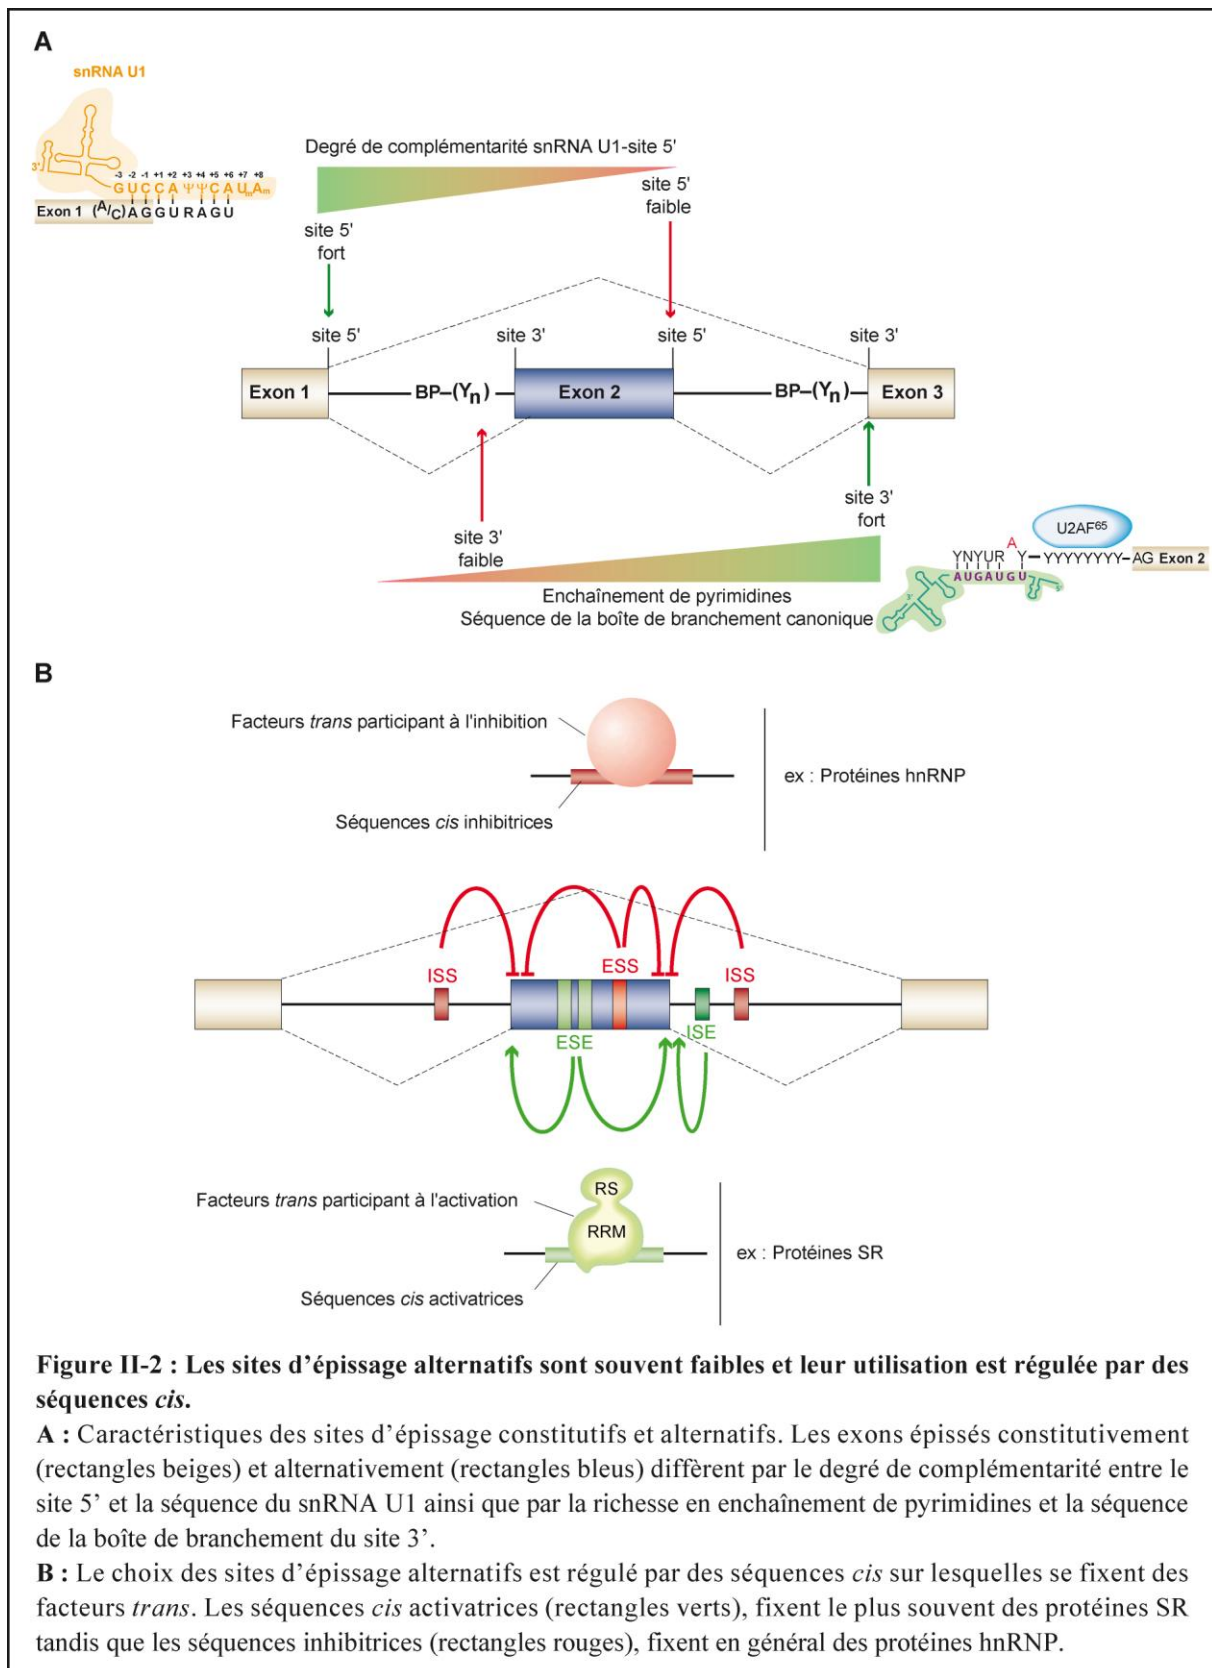 A
snRNA U1
3'
-3 -2 -1 +1 +2 +3 +4 +5 +6 +7 +8
GUCCAΨΨCAUmAm
Exon 1 (A/C)AGGURAGU
Degré de complémentarité snRNA U1-site 5'
site 5'
fort
site 5'
faible
site 5' site 3' site 5' site 3'
Exon 1 BP–(Yn) Exon 2 BP–(Yn) Exon 3
site 3'
faible
site 3'
fort
Enchaînement de pyrimidines
Séquence de la boîte de branchement canonique
U2AF65
A
YNYUR Y–YYYYYYYY–AG Exon 2
AUGAUGU
3'
5'
B
Facteurs trans participant à l'inhibition
ex : Protéines hnRNP
Séquences cis inhibitrices
ISS ESS ISS
ESE ISE
RS
Facteurs trans participant à l'activation
RRM
ex : Protéines SR
Séquences cis activatrices
Figure II-2 : Les sites d’épissage alternatifs sont souvent faibles et leur utilisation est régulée par des
séquences cis.
A : Caractéristiques des sites d’épissage constitutifs et alternatifs. Les exons épissés constitutivement
(rectangles beiges) et alternativement (rectangles bleus) diffèrent par le degré de complémentarité entre le
site 5’ et la séquence du snRNA U1 ainsi que par la richesse en enchaînement de pyrimidines et la séquence
de la boîte de branchement du site 3’.
B : Le choix des sites d’épissage alternatifs est régulé par des séquences cis sur lesquelles se fixent des
facteurs trans. Les séquences cis activatrices (rectangles verts), fixent le plus souvent des protéines SR
tandis que les séquences inhibitrices (rectangles rouges), fixent en général des protéines hnRNP.